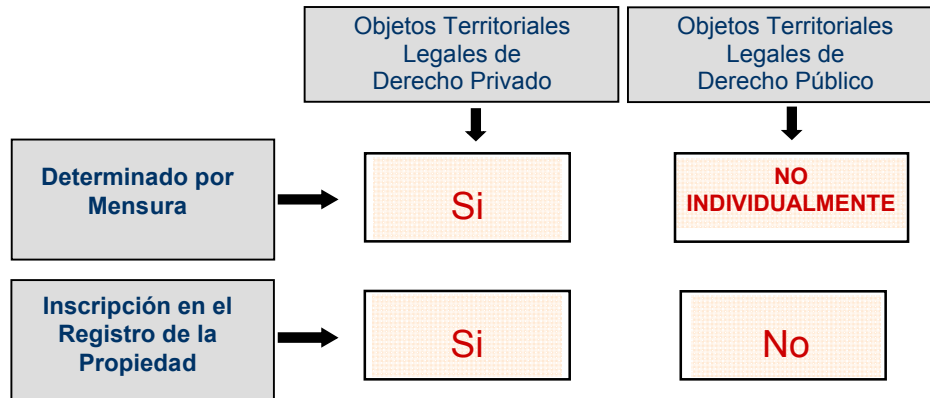 Objetos Territoriales
Legales de
Derecho Privado
Objetos Territoriales
Legales de
Derecho Público
Determinado por
Mensura
Si
NO
INDIVIDUALMENTE
Inscripción en el
Registro de la
Propiedad
Si
No